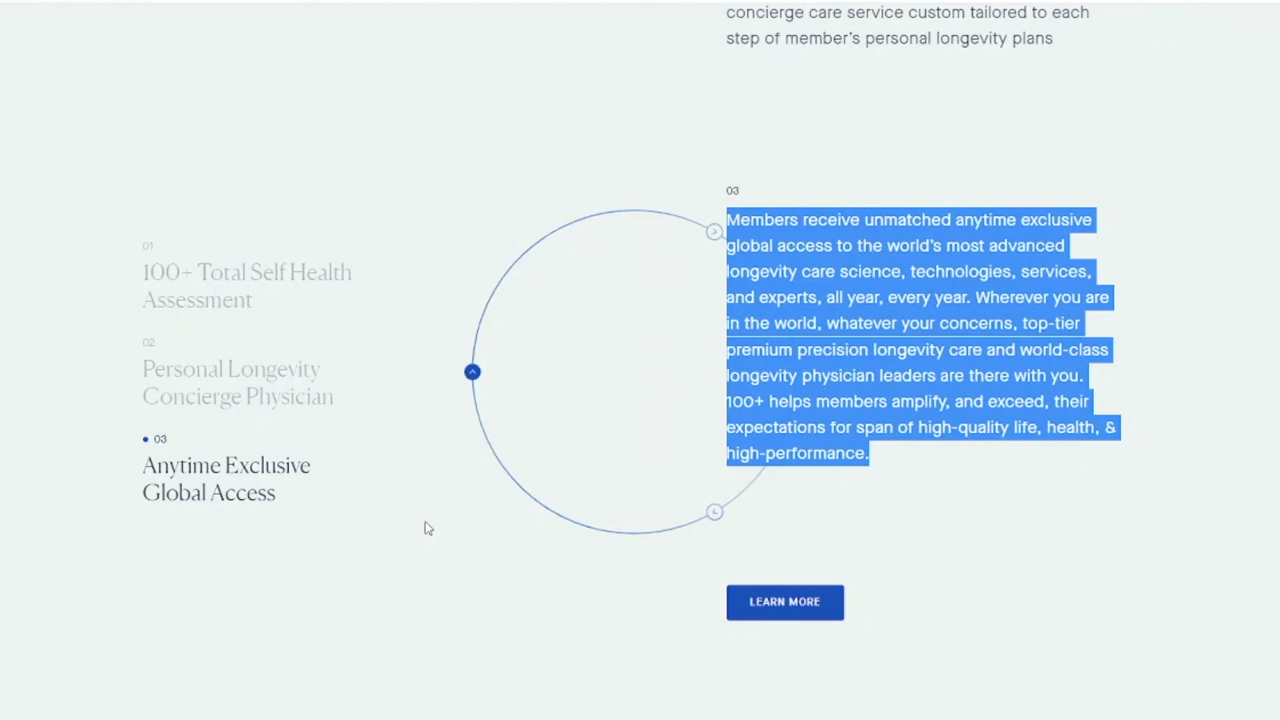 concierge care service custom tailored to each
step of member's personal longevity plans
01
100+ Total Self Health
Assessment
02
Personal Longevity
Concierge Physician
03
Anytime Exclusive
Global Access
03
Members receive unmatched anytime exclusive
global access to the world's most advanced
longevity care science, technologies, services,
and experts, all year, every year. Wherever you are
in the world, whatever your concerns, top-tier
premium precision longevity care and world-class
longevity physician leaders are there with you.
100+ helps members amplify, and exceed, their
expectations for span of high-quality life, health, &
high-performance.
LEARN MORE